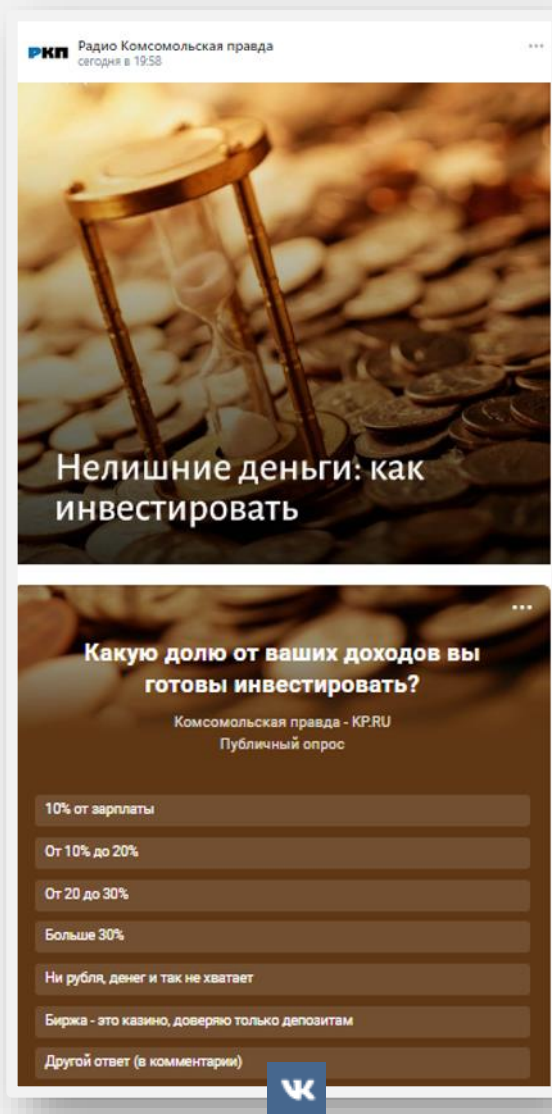 РКП
Радио Комсомольская правда
сегодня в 19:58
Нелишние деньги: как
инвестировать
Какую долю от ваших доходов вы
готовы инвестировать?
Комсомольская правда - KP.RU
Публичный опрос
10% от зарплаты
От 10% до 20%
От 20 до 30%
Больше 30%
Ни рубля, денег и так не хватает
Биржа - это казино, доверяю только депозитам
Другой ответ (в комментарии)